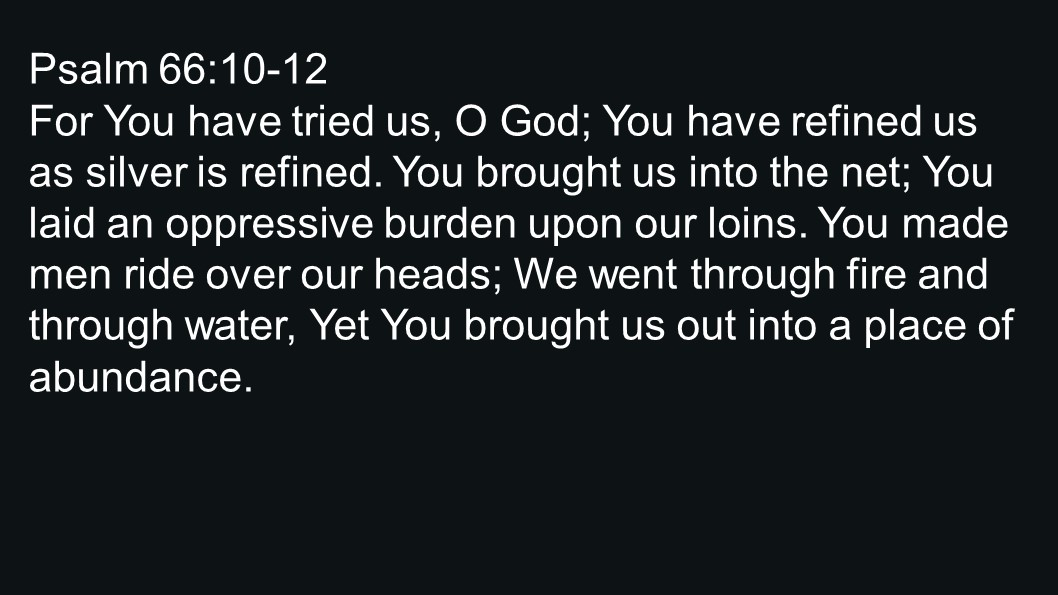 Psalm 66:10-12
For You have tried us, O God; You have refined us
as silver is refined. You brought us into the net; You
laid an oppressive burden upon our loins. You made
men ride over our heads; We went through fire and
through water, Yet You brought us out into a place of
abundance.